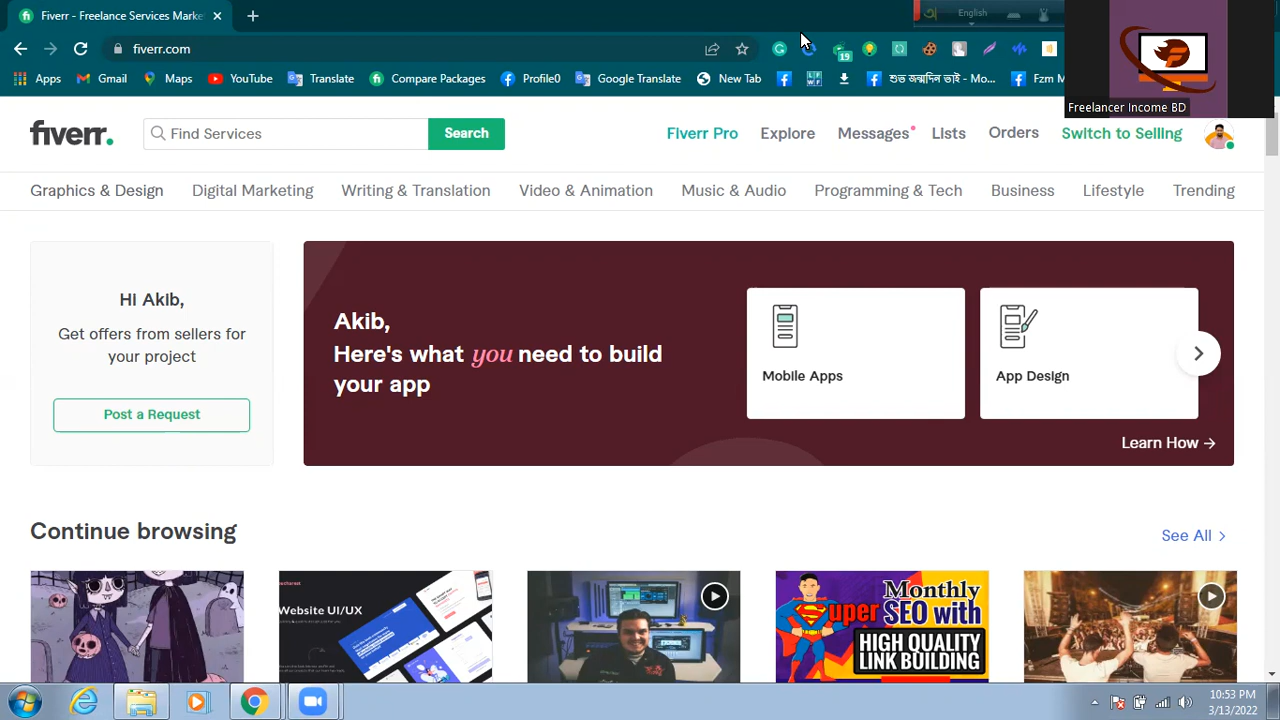 Fiverr - Freelance Services Marke
English
fiverr.com
19
Apps
Gmail
Maps
YouTube
Translate
Compare Packages
Profile0
Google Translate
New Tab
শুভ জন্মদিন ভাই - Mo...
Fzm M
Freelancer Income BD
fiverr.
Find Services
Search
Fiverr Pro
Explore
Messages
Lists
Orders
Switch to Selling
Graphics & Design
Digital Marketing
Writing & Translation
Video & Animation
Music & Audio
Programming & Tech
Business
Lifestyle
Trending
Hi Akib,
Get offers from sellers for
your project
Post a Request
Akib,
Here's what you need to build
your app
Mobile Apps
App Design
Learn How →
Continue browsing
See All >
Website UI/UX
Monthly
Super SEO with
HIGH QUALITY
LINK BUILDING
10:53 PM
3/13/2022